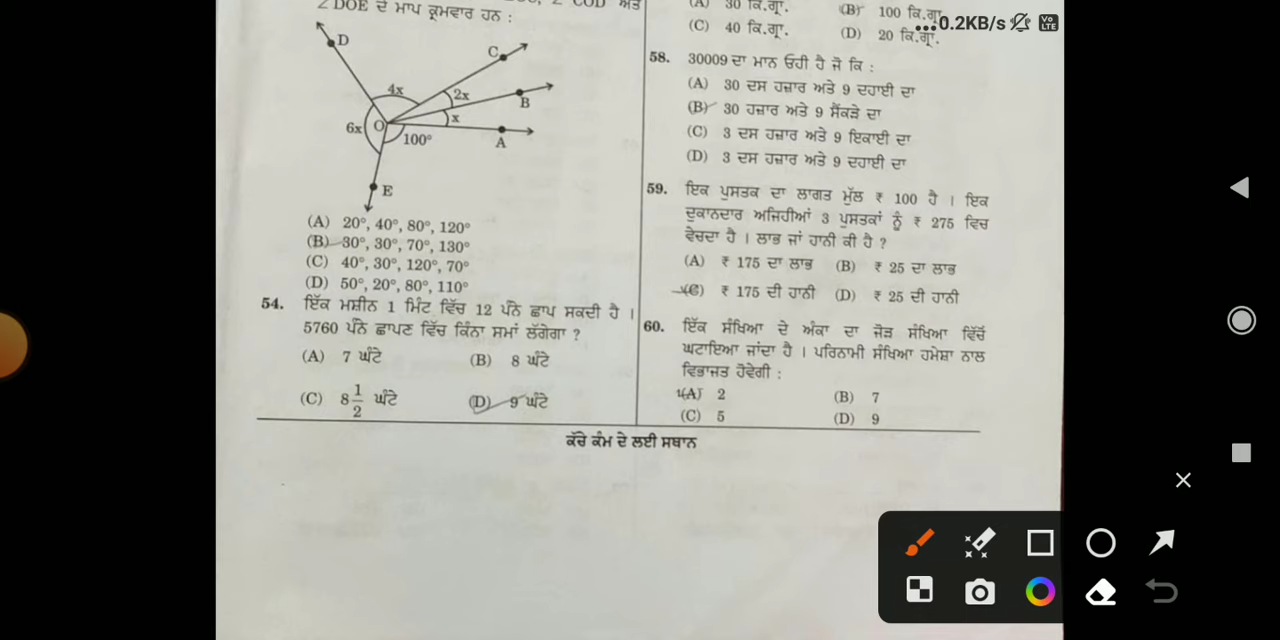 ∠DOE ਦੇ ਮਾਪ ਕ੍ਰਮਵਾਰ ਹਨ :
D
C
4x
2x
B
x
6x
O
100°
A
E
(A) 20°, 40°, 80°, 120°
(B) 30°, 30°, 70°, 130°
(C) 40°, 30°, 120°, 70°
(D) 50°, 20°, 80°, 110°
54. ਇੱਕ ਮਸ਼ੀਨ 1 ਮਿੰਟ ਵਿੱਚ 12 ਪੰਨੇ ਛਾਪ ਸਕਦੀ ਹੈ ।
5760 ਪੰਨੇ ਛਾਪਣ ਵਿੱਚ ਕਿੰਨਾ ਸਮਾਂ ਲੱਗੇਗਾ ?
(A) 7 ਘੰਟੇ (B) 8 ਘੰਟੇ
(C) 8 1/2 ਘੰਟੇ (D) 9 ਘੰਟੇ
(A) 30 ਕਿ.ਗ੍ਰਾ. (B) 100 ਕਿ.ਗ੍ਰਾ.
(C) 40 ਕਿ.ਗ੍ਰਾ. (D) 20 ਕਿ.ਗ੍ਰਾ.
58. 30009 ਦਾ ਮਾਨ ਓਹੀ ਹੈ ਜੋ ਕਿ :
(A) 30 ਦਸ ਹਜ਼ਾਰ ਅਤੇ 9 ਦਹਾਈ ਦਾ
(B) 30 ਹਜ਼ਾਰ ਅਤੇ 9 ਸੈਂਕੜੇ ਦਾ
(C) 3 ਦਸ ਹਜ਼ਾਰ ਅਤੇ 9 ਇਕਾਈ ਦਾ
(D) 3 ਦਸ ਹਜ਼ਾਰ ਅਤੇ 9 ਦਹਾਈ ਦਾ
59. ਇਕ ਪੁਸਤਕ ਦਾ ਲਾਗਤ ਮੁੱਲ ₹ 100 ਹੈ । ਇਕ
ਦੁਕਾਨਦਾਰ ਅਜਿਹੀਆਂ 3 ਪੁਸਤਕਾਂ ਨੂੰ ₹ 275 ਵਿਚ
ਵੇਚਦਾ ਹੈ । ਲਾਭ ਜਾਂ ਹਾਨੀ ਕੀ ਹੈ ?
(A) ₹ 175 ਦਾ ਲਾਭ (B) ₹ 25 ਦਾ ਲਾਭ
(C) ₹ 175 ਦੀ ਹਾਨੀ (D) ₹ 25 ਦੀ ਹਾਨੀ
60. ਇੱਕ ਸੰਖਿਆ ਦੇ ਅੰਕਾ ਦਾ ਜੋੜ ਸੰਖਿਆ ਵਿੱਚੋਂ
ਘਟਾਇਆ ਜਾਂਦਾ ਹੈ । ਪਰਿਨਾਮੀ ਸੰਖਿਆ ਹਮੇਸ਼ਾ ਨਾਲ
ਵਿਭਾਜਤ ਹੋਵੇਗੀ :
(A) 2 (B) 7
(C) 5 (D) 9
ਕੱਚੇ ਕੰਮ ਦੇ ਲਈ ਸਥਾਨ
...0.2KB/s
Vo
LTE